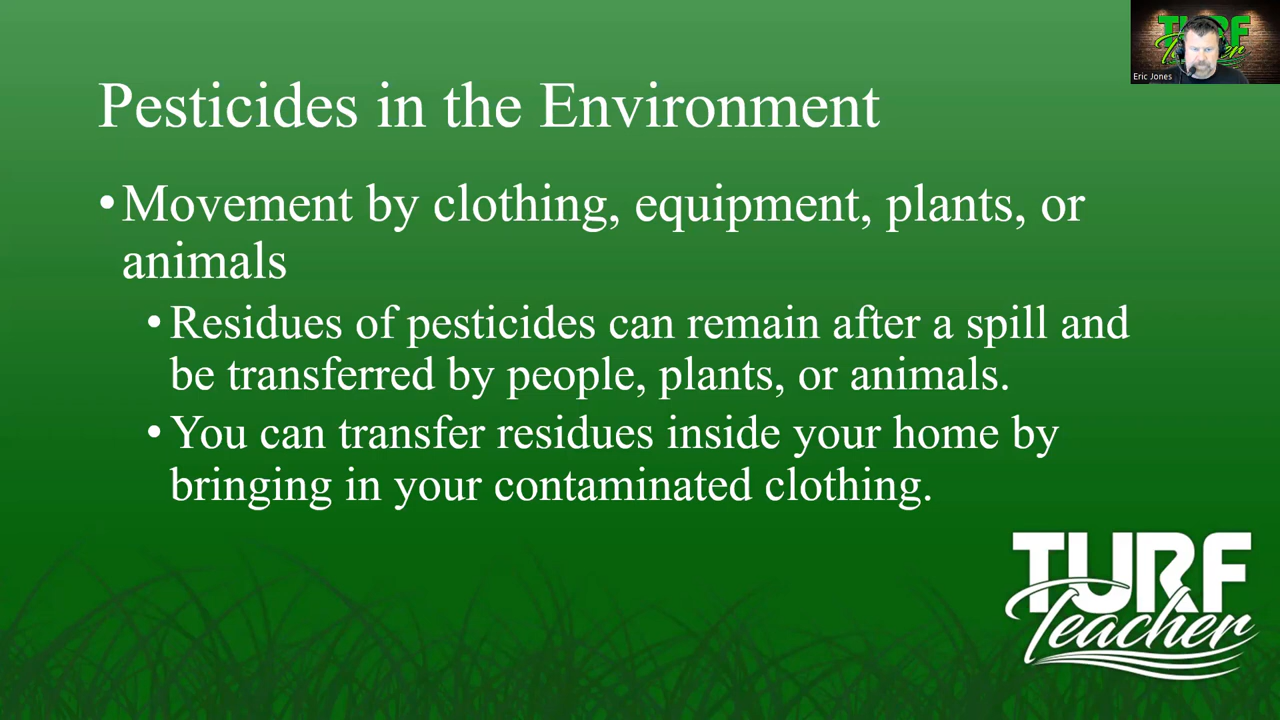 TURF
Teacher
Eric Jones
Pesticides in the Environment
•Movement by clothing, equipment, plants, or
animals
•Residues of pesticides can remain after a spill and
be transferred by people, plants, or animals.
•You can transfer residues inside your home by
bringing in your contaminated clothing.
TURF
Teacher